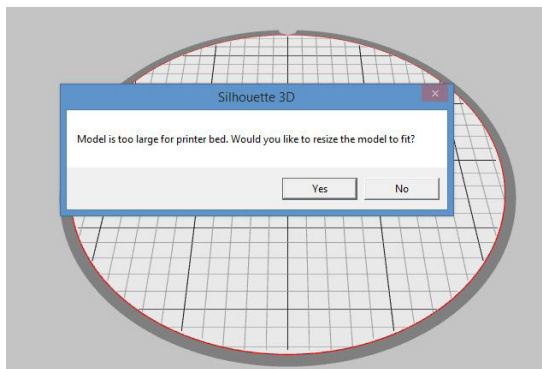 Silhouette 3D
Model is too large for printer bed. Would you like to resize the model to fit?
Yes
No